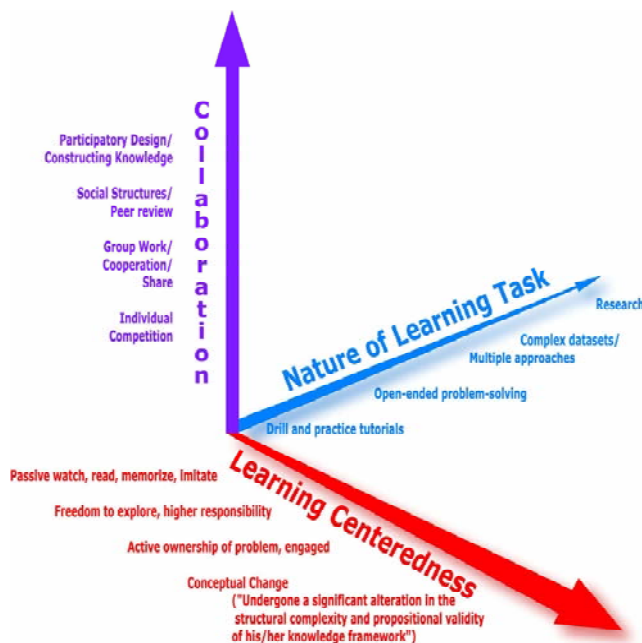 Collaboration
Participatory Design/
Constructing Knowledge
Social Structures/
Peer review
Group Work/
Cooperation/
Share
Individual
Competition
Nature of Learning Task
Research
Complex datasets/
Multiple approaches
Open-ended problem-solving
Drill and practice tutorials
Learning Centeredness
Passive watch, read, memorize, imitate
Freedom to explore, higher responsibility
Active ownership of problem, engaged
Conceptual Change
("Undergone a significant alteration in the
structural complexity and propositional validity
of his/her knowledge framework")